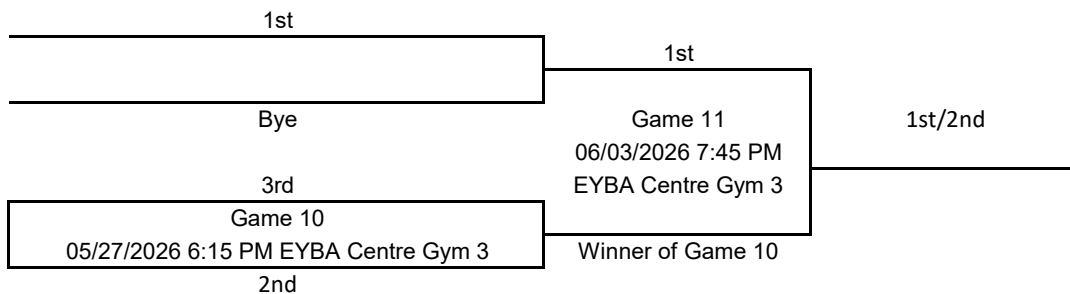 1st
Bye
1st
Game 11
06/03/2026 7:45 PM
EYBA Centre Gym 3
1st/2nd
3rd
Game 10
05/27/2026 6:15 PM EYBA Centre Gym 3
2nd
Winner of Game 10